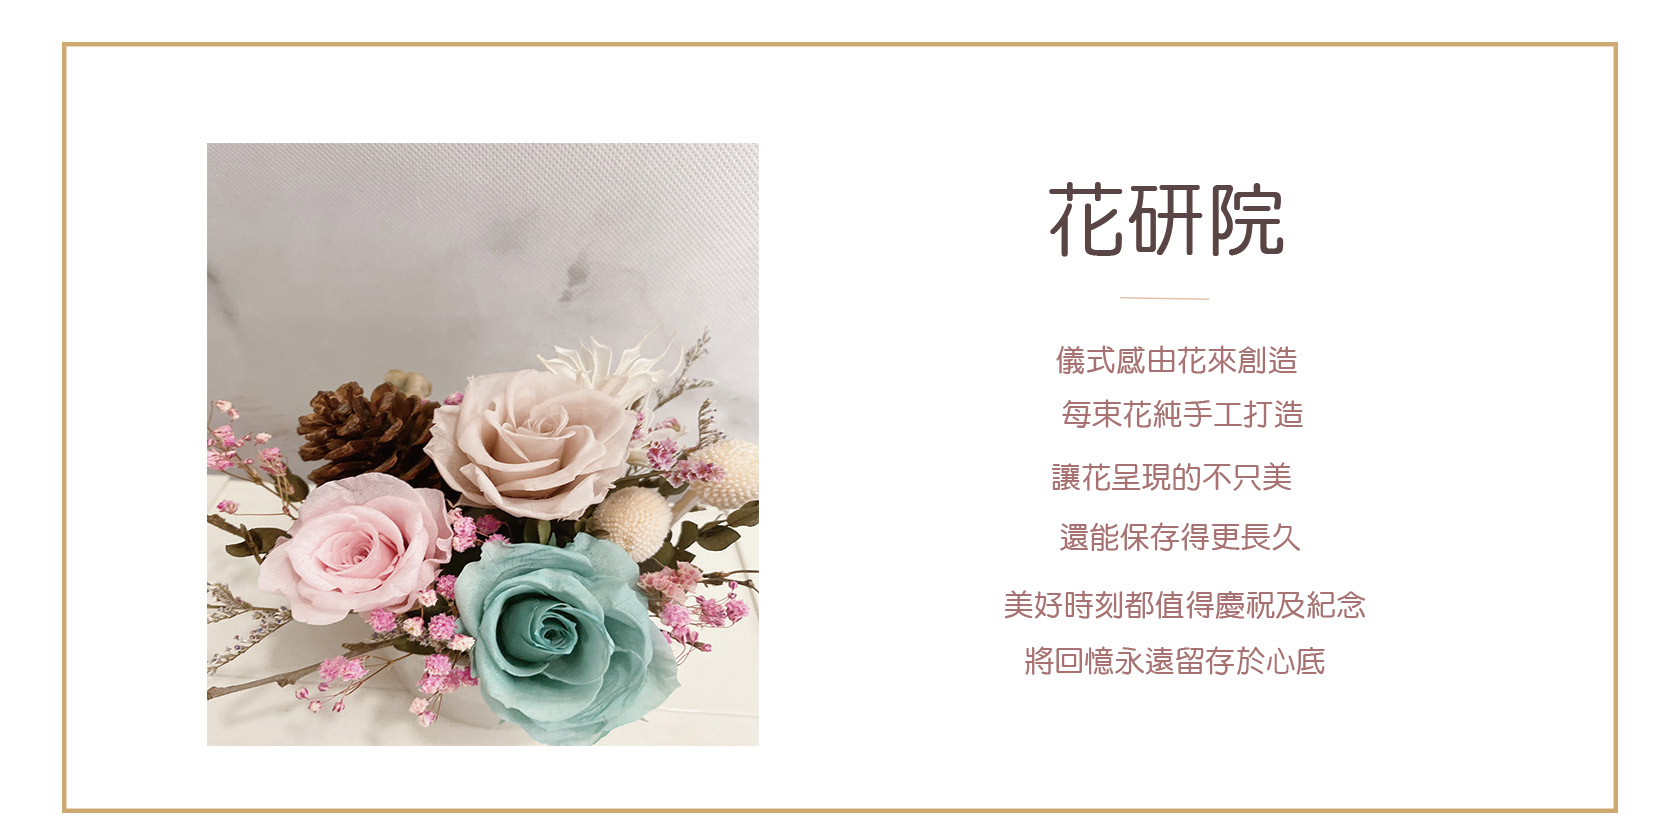 花研院
儀式感由花來創造
每束花純手工打造
讓花呈現的不只美
還能保存得更長久
美好時刻都值得慶祝及紀念
將回憶永遠留存於心底